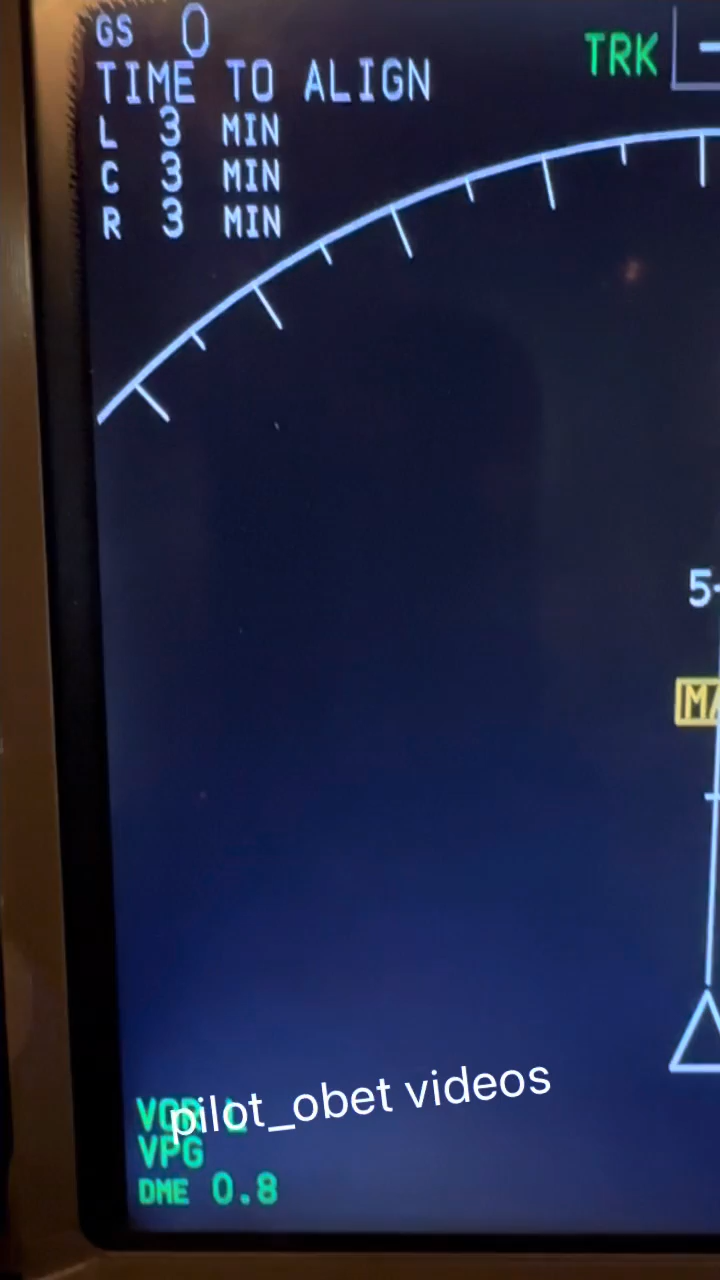 GS 0
TRK
TIME TO ALIGN
L 3 MIN
C 3 MIN
R 3 MIN
5
pilot_obet videos
VOR L
VPG
DME 0.8